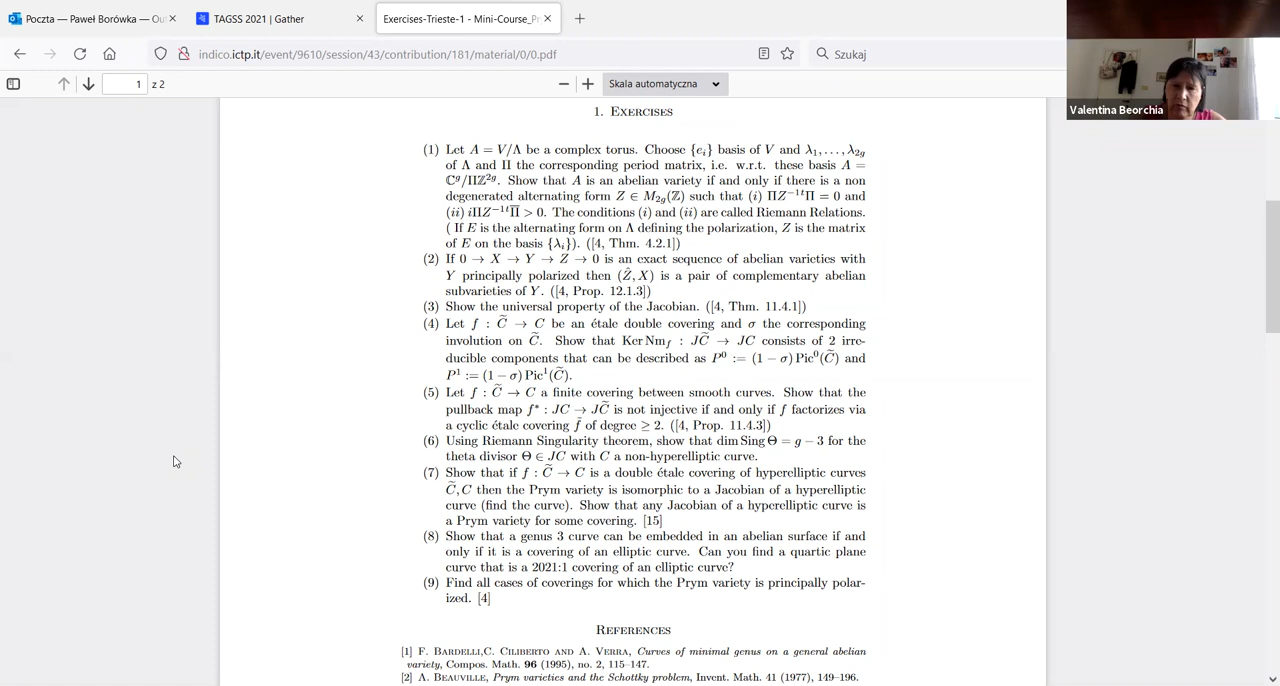 Poczta — Paweł Borówka — Ou
TAGSS 2021 | Gather
Exercises-Trieste-1 - Mini-Course_Pr
indico.ictp.it/event/9610/session/43/contribution/181/material/0/0.pdf
Szukaj
1 z 2
Skala automatyczna
Valentina Beorchia
1. Exercises
(1) Let A = V/Λ be a complex torus. Choose {eᵢ} basis of V and λ₁, . . . , λ₂g
of Λ and Π the corresponding period matrix, i.e. w.r.t. these basis A =
ℂᵍ/Πℤ²ᵍ. Show that A is an abelian variety if and only if there is a non
degenerated alternating form Z ∈ M₂g(ℤ) such that (i) ΠZ⁻¹ᵗΠ = 0 and
(ii) iΠZ⁻¹ᵗΠ̅ > 0. The conditions (i) and (ii) are called Riemann Relations.
( If E is the alternating form on Λ defining the polarization, Z is the matrix
of E on the basis {λᵢ}). ([4, Thm. 4.2.1])
(2) If 0 → X → Y → Z → 0 is an exact sequence of abelian varieties with
Y principally polarized then (Ẑ, X) is a pair of complementary abelian
subvarieties of Y. ([4, Prop. 12.1.3])
(3) Show the universal property of the Jacobian. ([4, Thm. 11.4.1])
(4) Let f : C̃ → C be an étale double covering and σ the corresponding
involution on C̃. Show that Ker Nm_f : JC̃ → JC consists of 2 irre-
ducible components that can be described as P⁰ := (1 − σ) Pic⁰(C̃) and
P¹ := (1 − σ) Pic¹(C̃).
(5) Let f : C̃ → C a finite covering between smooth curves. Show that the
pullback map f* : JC → JC̃ is not injective if and only if f factorizes via
a cyclic étale covering f̃ of degree ≥ 2. ([4, Prop. 11.4.3])
(6) Using Riemann Singularity theorem, show that dim Sing Θ = g − 3 for the
theta divisor Θ ∈ JC with C a non-hyperelliptic curve.
(7) Show that if f : C̃ → C is a double étale covering of hyperelliptic curves
C̃, C then the Prym variety is isomorphic to a Jacobian of a hyperelliptic
curve (find the curve). Show that any Jacobian of a hyperelliptic curve is
a Prym variety for some covering. [15]
(8) Show that a genus 3 curve can be embedded in an abelian surface if and
only if it is a covering of an elliptic curve. Can you find a quartic plane
curve that is a 2021:1 covering of an elliptic curve?
(9) Find all cases of coverings for which the Prym variety is principally polar-
ized. [4]
References
[1] F. Bardelli,C. Ciliberto and A. Verra, Curves of minimal genus on a general abelian
variety, Compos. Math. 96 (1995), no. 2, 115–147.
[2] A. Beauville, Prym varieties and the Schottky problem, Invent. Math. 41 (1977), 149–196.